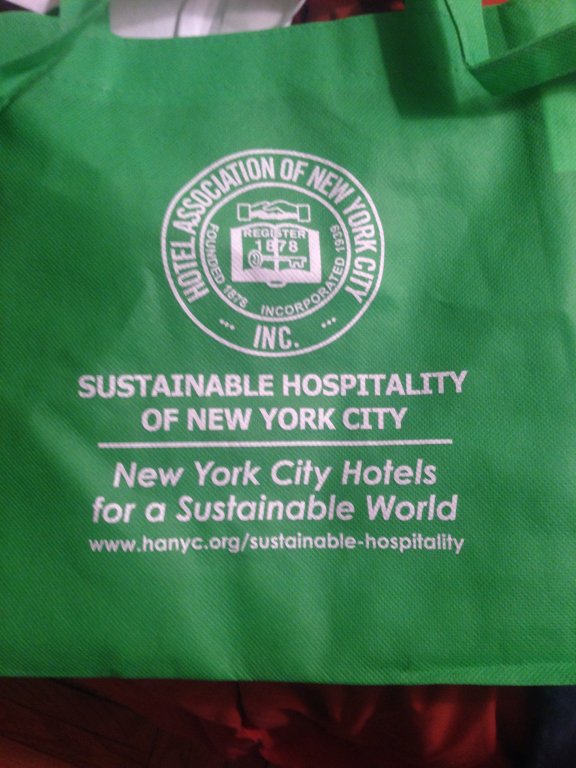 HOTEL ASSOCIATION OF NEW YORK CITY
INC.
REGISTER
1878
FOUNDED 1878
INCORPORATED 1939
SUSTAINABLE HOSPITALITY
OF NEW YORK CITY
New York City Hotels
for a Sustainable World
www.hanyc.org/sustainable-hospitality